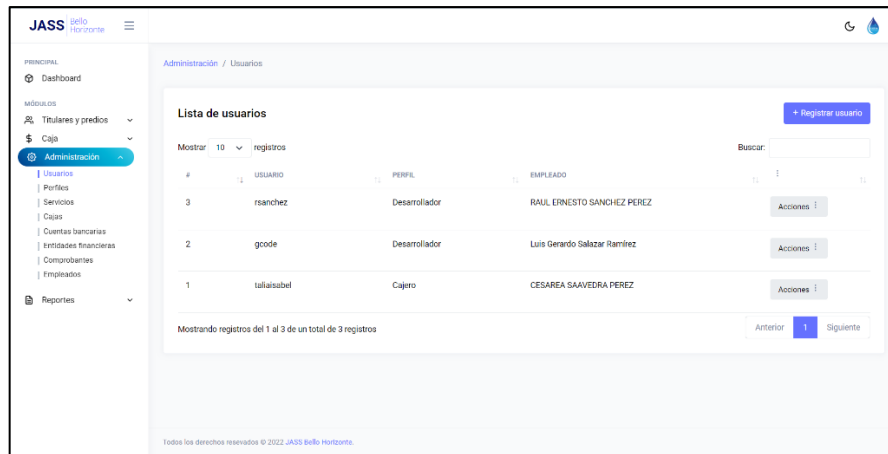 JASS Bello Horizonte
PRINCIPAL
Dashboard
MÓDULOS
Titulares y predios
Caja
Administración
Usuarios
Perfiles
Servicios
Cajas
Cuentas bancarias
Entidades financieras
Comprobantes
Empleados
Reportes
Administración / Usuarios
Lista de usuarios
+ Registrar usuario
Mostrar 10 registros
Buscar:
# USUARIO PERFIL EMPLEADO
3 rsanchez Desarrollador RAUL ERNESTO SANCHEZ PEREZ Acciones
2 gcode Desarrollador Luis Gerardo Salazar Ramírez Acciones
1 taliaisabel Cajero CESAREA SAAVEDRA PEREZ Acciones
Mostrando registros del 1 al 3 de un total de 3 registros
Anterior 1 Siguiente
Todos los derechos resevados © 2022 JASS Bello Horizonte.